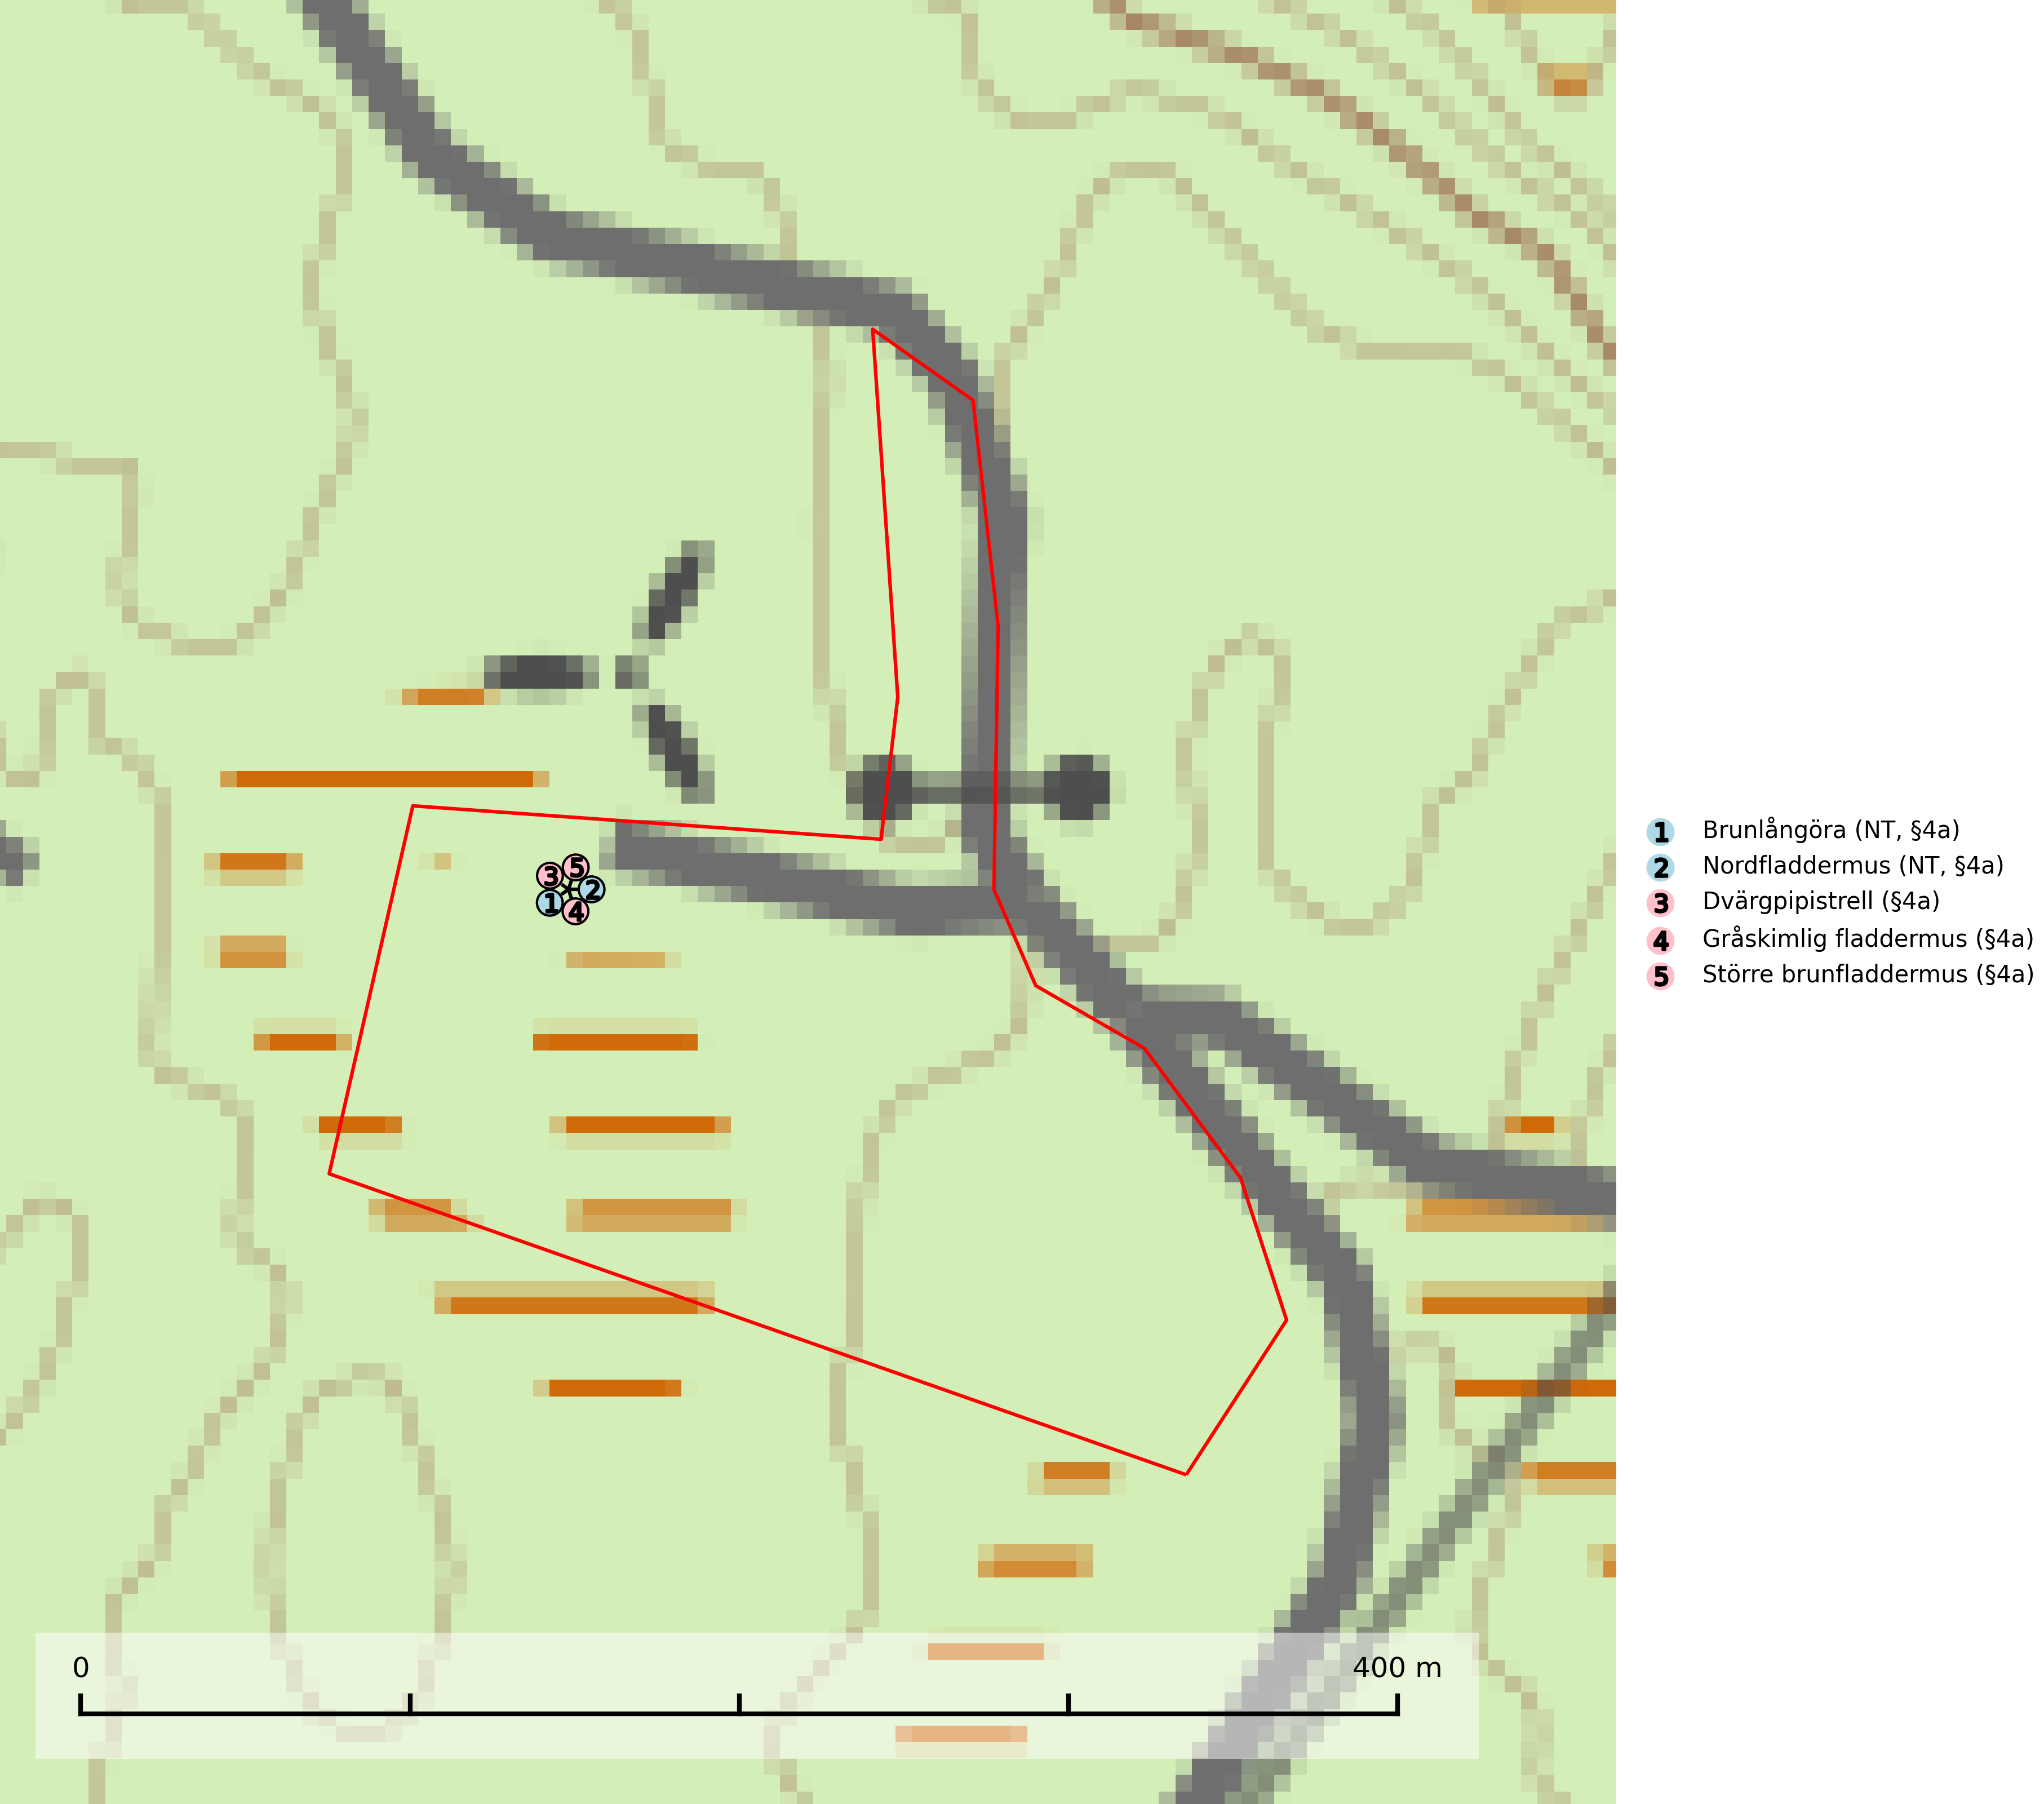 3
5
2
1
4
1 Brunlångöra (NT, §4a)
2 Nordfladdermus (NT, §4a)
3 Dvärgpipistrell (§4a)
4 Gråskimlig fladdermus (§4a)
5 Större brunfladdermus (§4a)
0 400 m